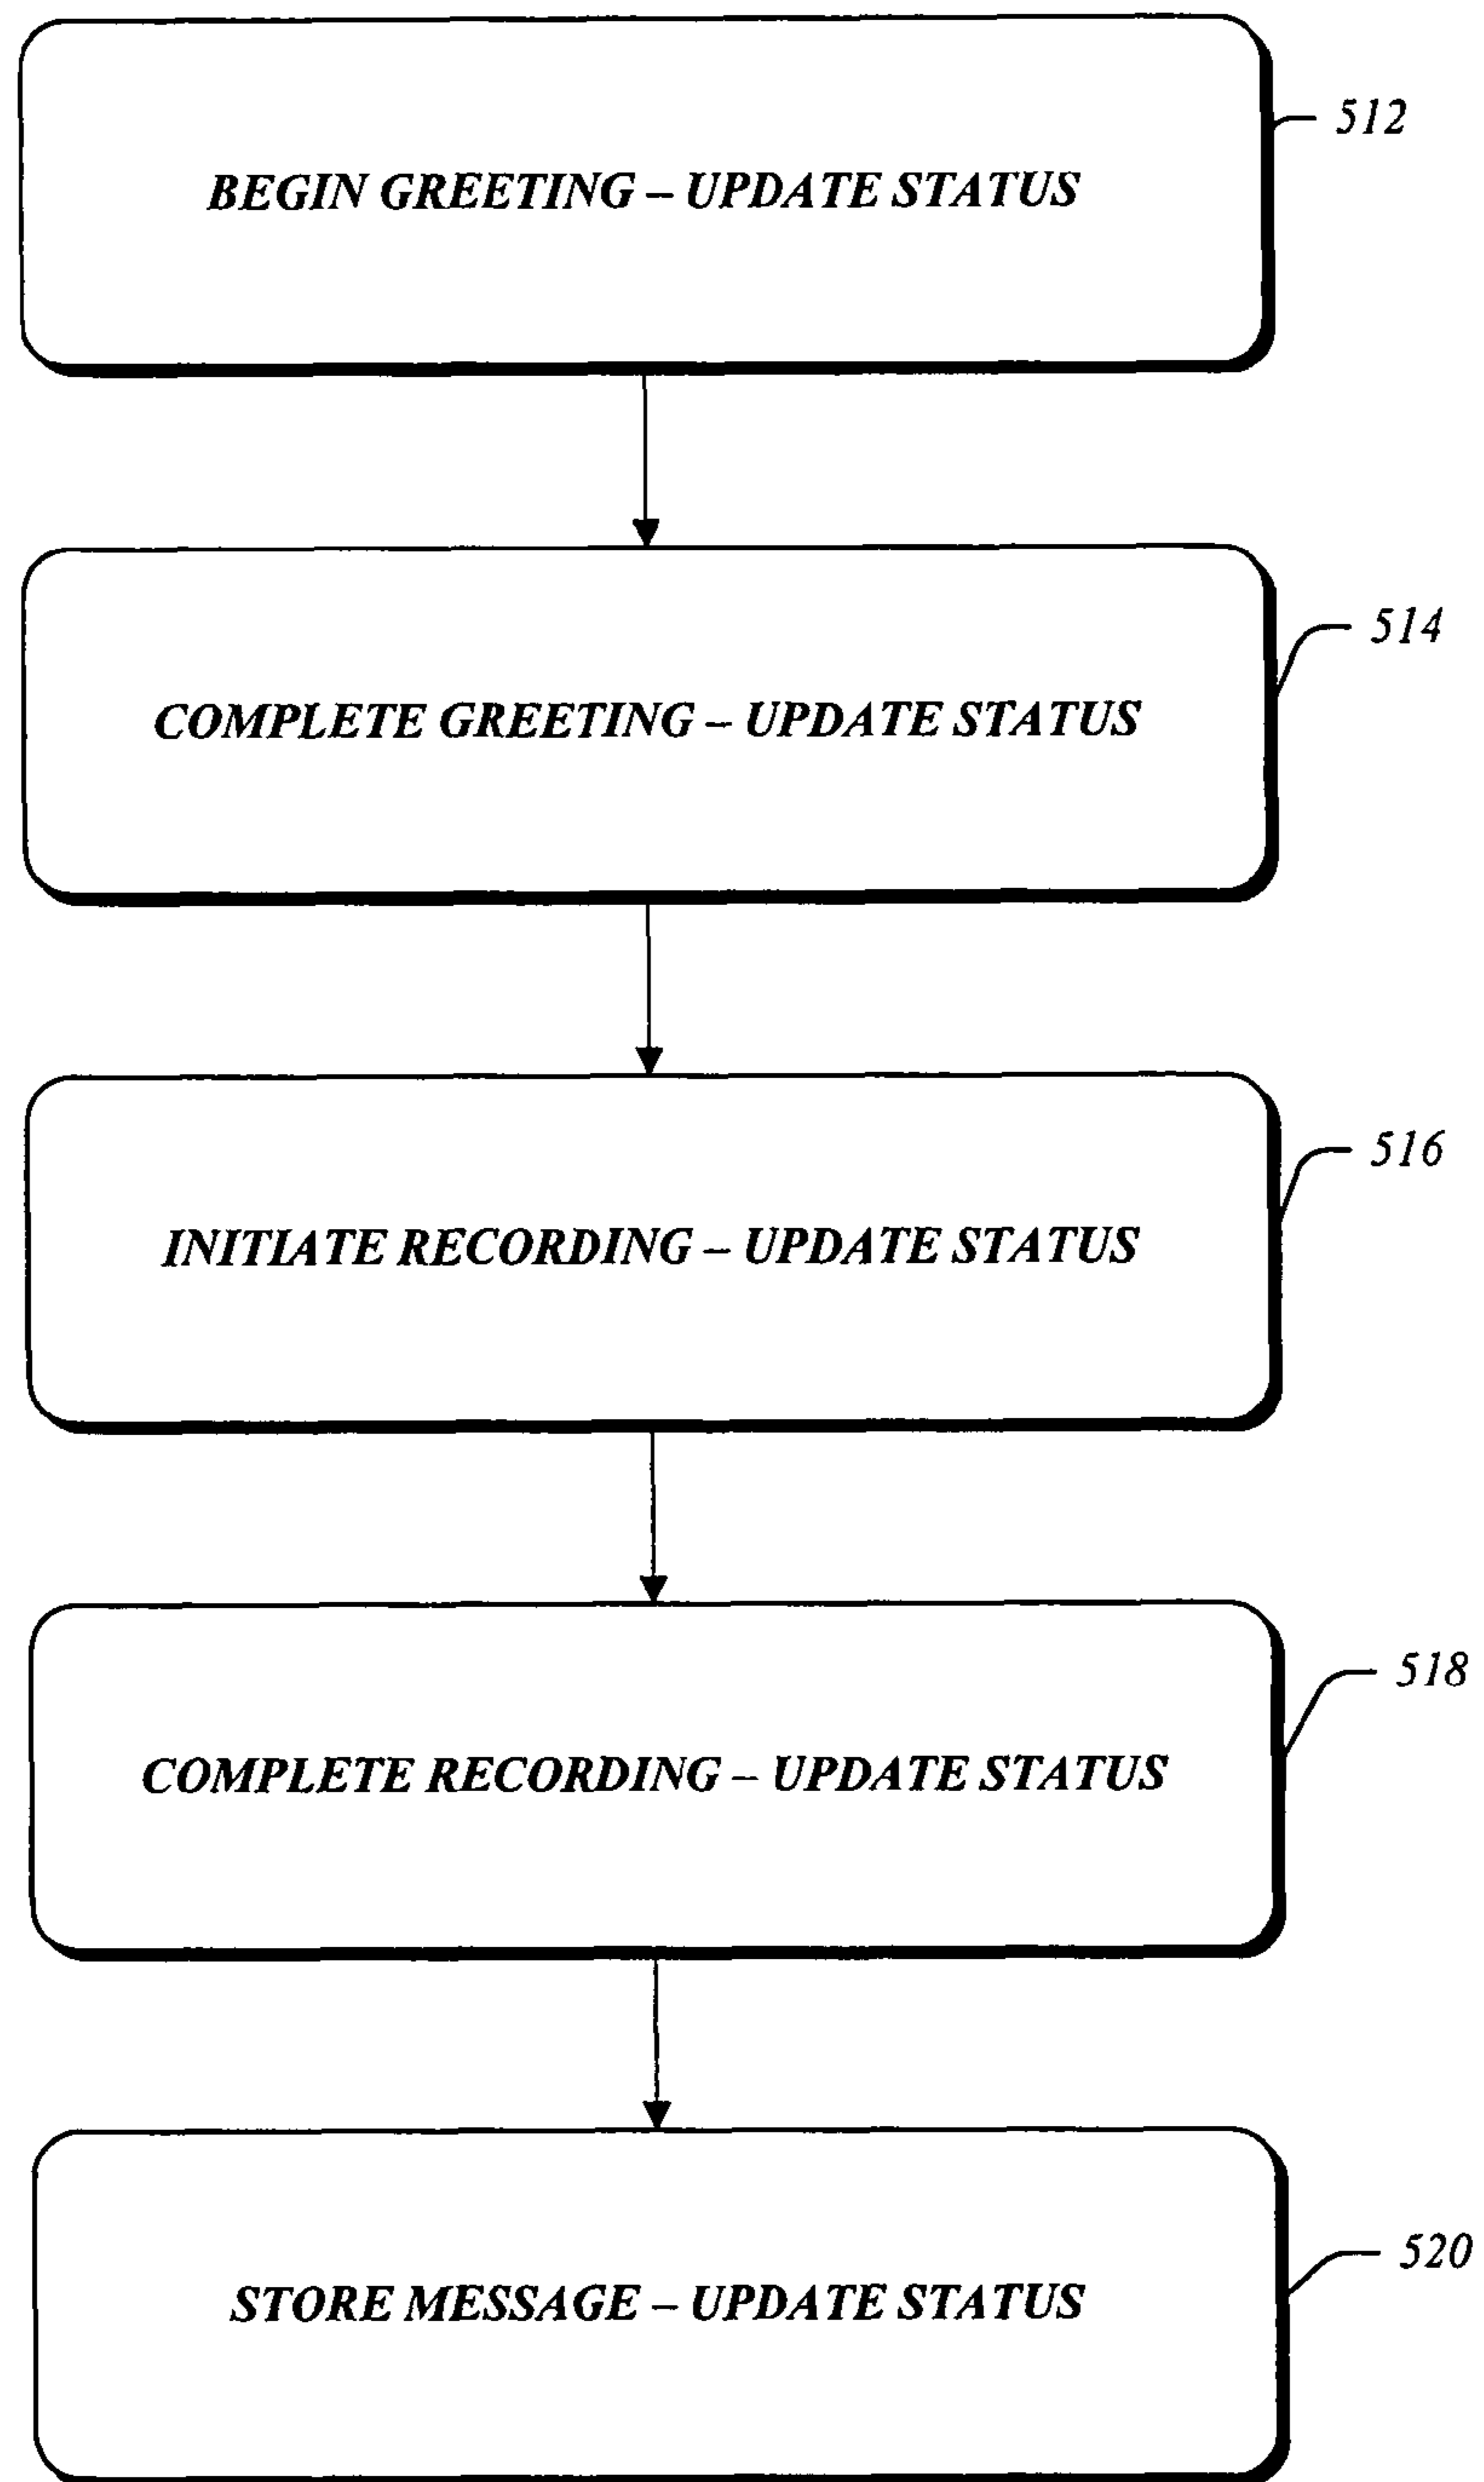 512
BEGIN GREETING – UPDATE STATUS
514
COMPLETE GREETING – UPDATE STATUS
516
INITIATE RECORDING – UPDATE STATUS
518
COMPLETE RECORDING – UPDATE STATUS
520
STORE MESSAGE – UPDATE STATUS